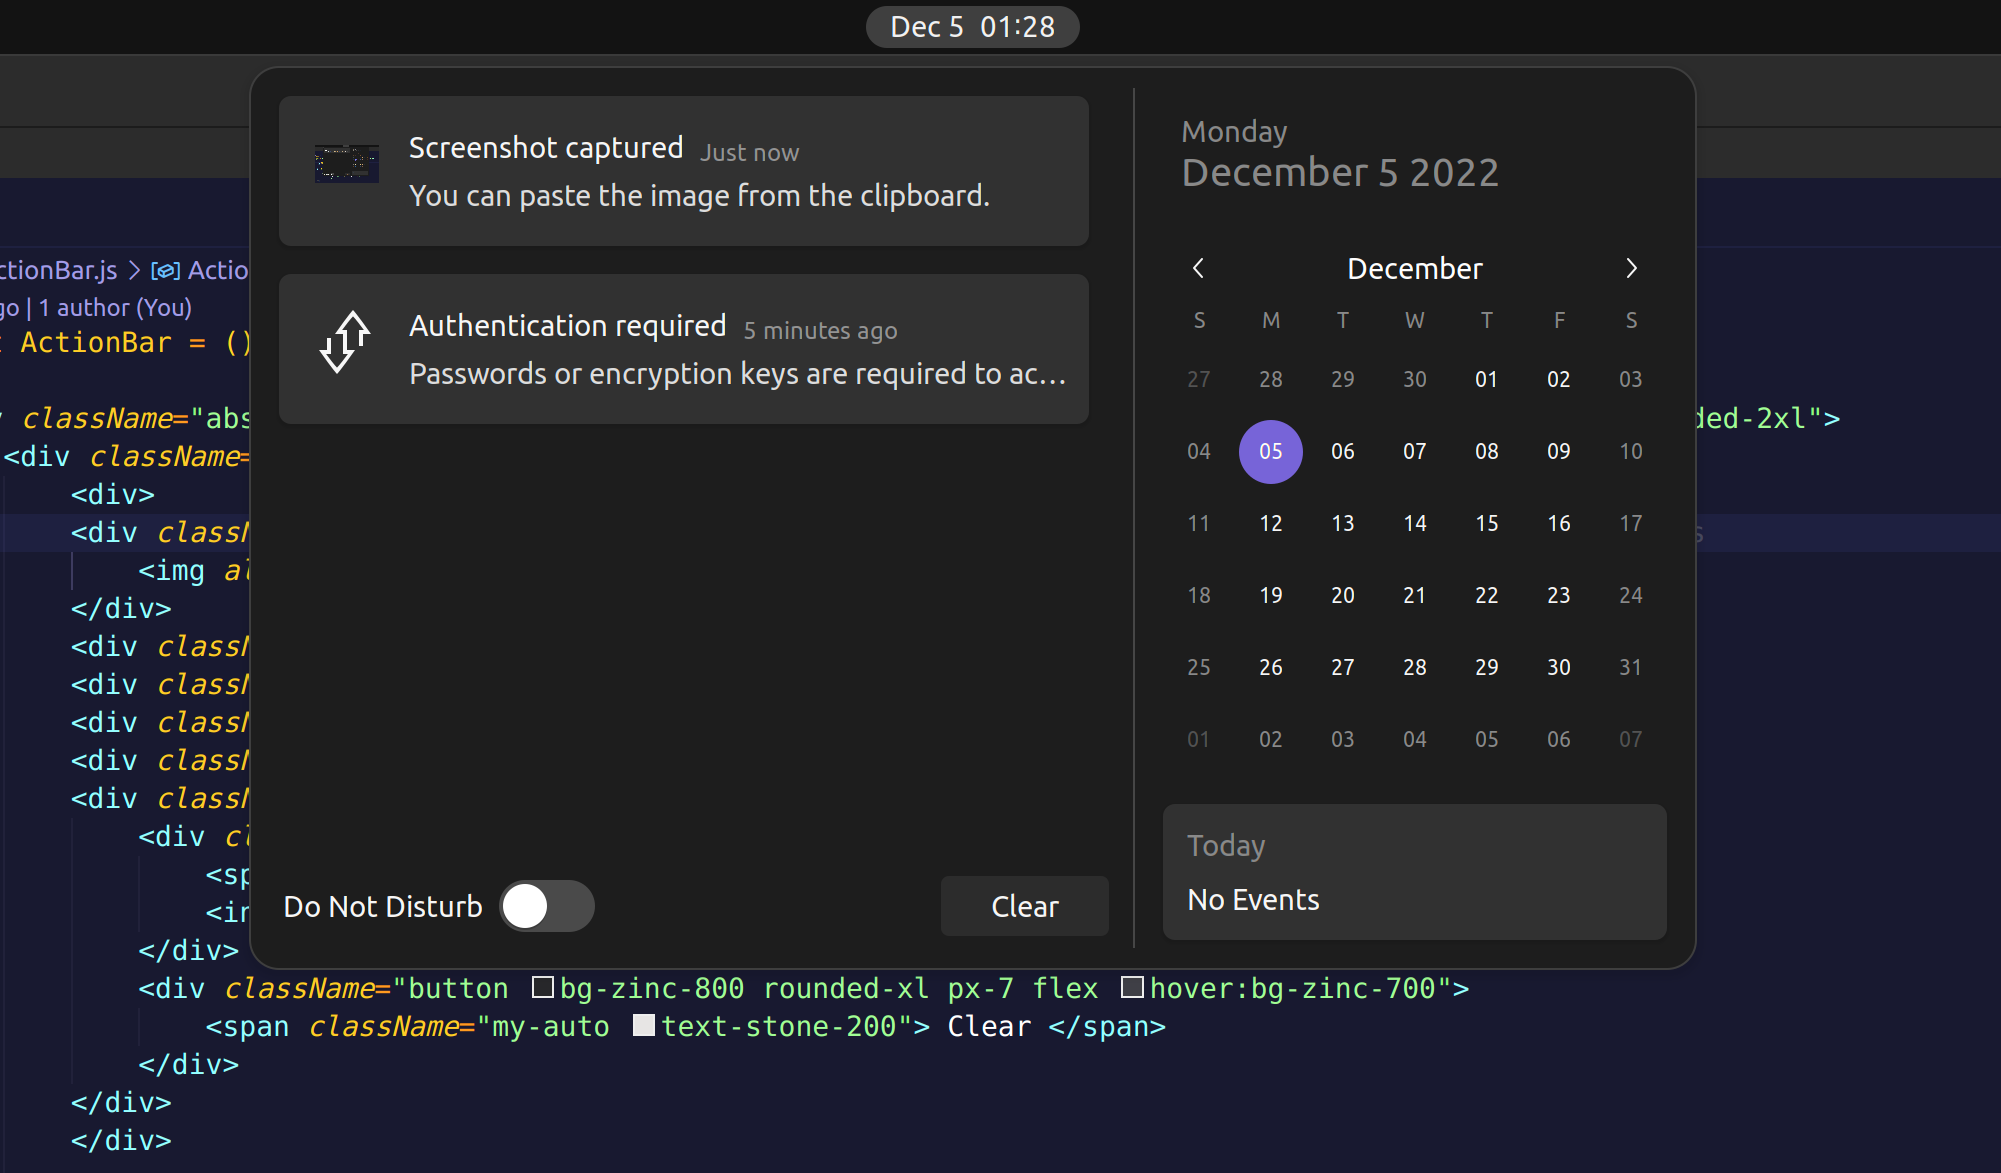 Dec 5 01:28
Screenshot captured Just now
You can paste the image from the clipboard.
Authentication required 5 minutes ago
Passwords or encryption keys are required to ac…
Do Not Disturb
Clear
Monday
December 5 2022
December
S M T W T F S
27 28 29 30 01 02 03
04 05 06 07 08 09 10
11 12 13 14 15 16 17
18 19 20 21 22 23 24
25 26 27 28 29 30 31
01 02 03 04 05 06 07
Today
No Events
ctionBar.js > Actio
go | 1 author (You)
ActionBar = ()
className="abs
ded-2xl">
<div className=
<div>
<div classN
s
<img al
</div>
<div classN
<div classN
<div classN
<div classN
<div classN
<div cl
<sp
<in
</div>
<div className="button bg-zinc-800 rounded-xl px-7 flex hover:bg-zinc-700">
<span className="my-auto text-stone-200"> Clear </span>
</div>
</div>
</div>